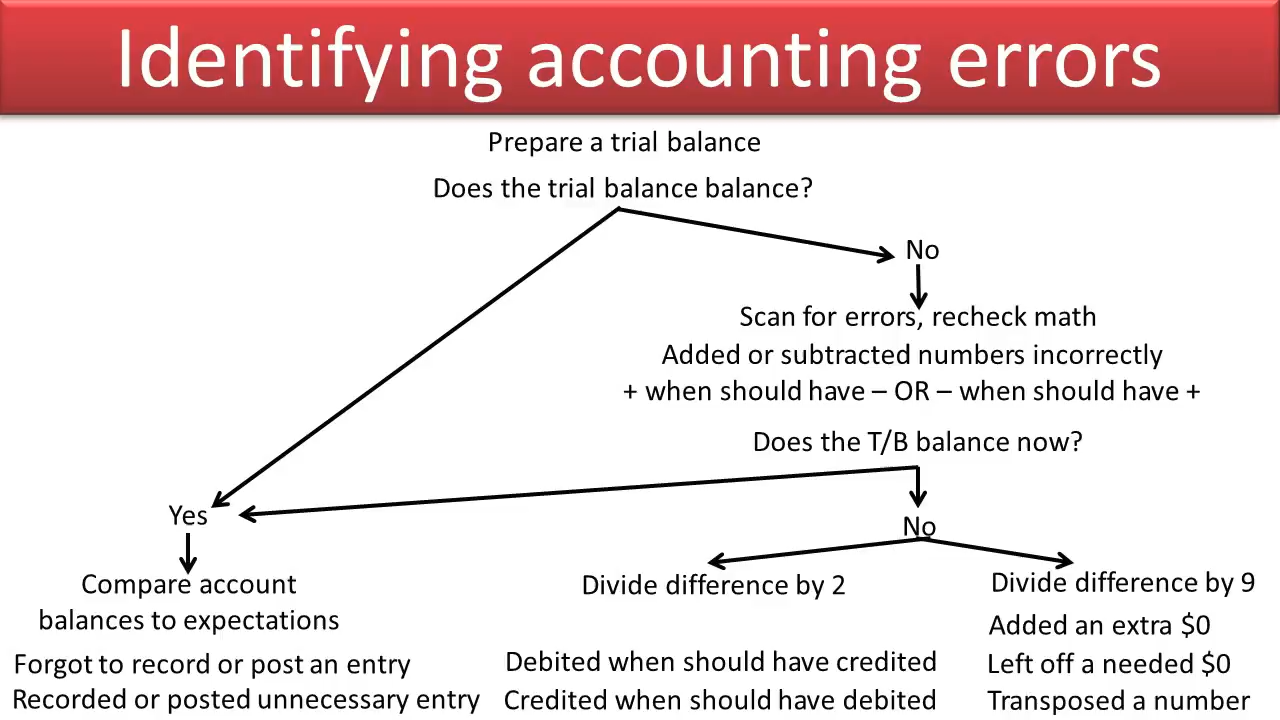 Identifying accounting errors
Prepare a trial balance
Does the trial balance balance?
No
Scan for errors, recheck math
Added or subtracted numbers incorrectly
+ when should have – OR – when should have +
Does the T/B balance now?
Yes
No
Compare account
balances to expectations
Forgot to record or post an entry
Recorded or posted unnecessary entry
Divide difference by 2
Debited when should have credited
Credited when should have debited
Divide difference by 9
Added an extra $0
Left off a needed $0
Transposed a number